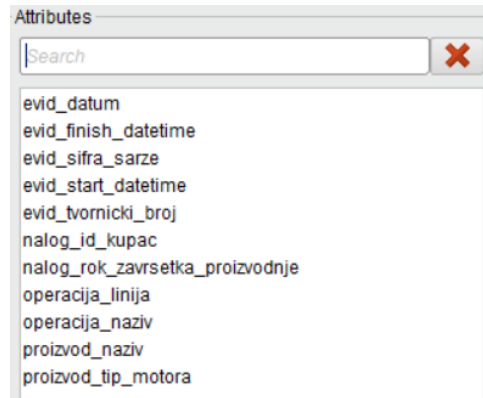 Attributes
Search
evid_datum
evid_finish_datetime
evid_sifra_sarze
evid_start_datetime
evid_tvornicki_broj
nalog_id_kupac
nalog_rok_zavrsetka_proizvodnje
operacija_linija
operacija_naziv
proizvod_naziv
proizvod_tip_motora